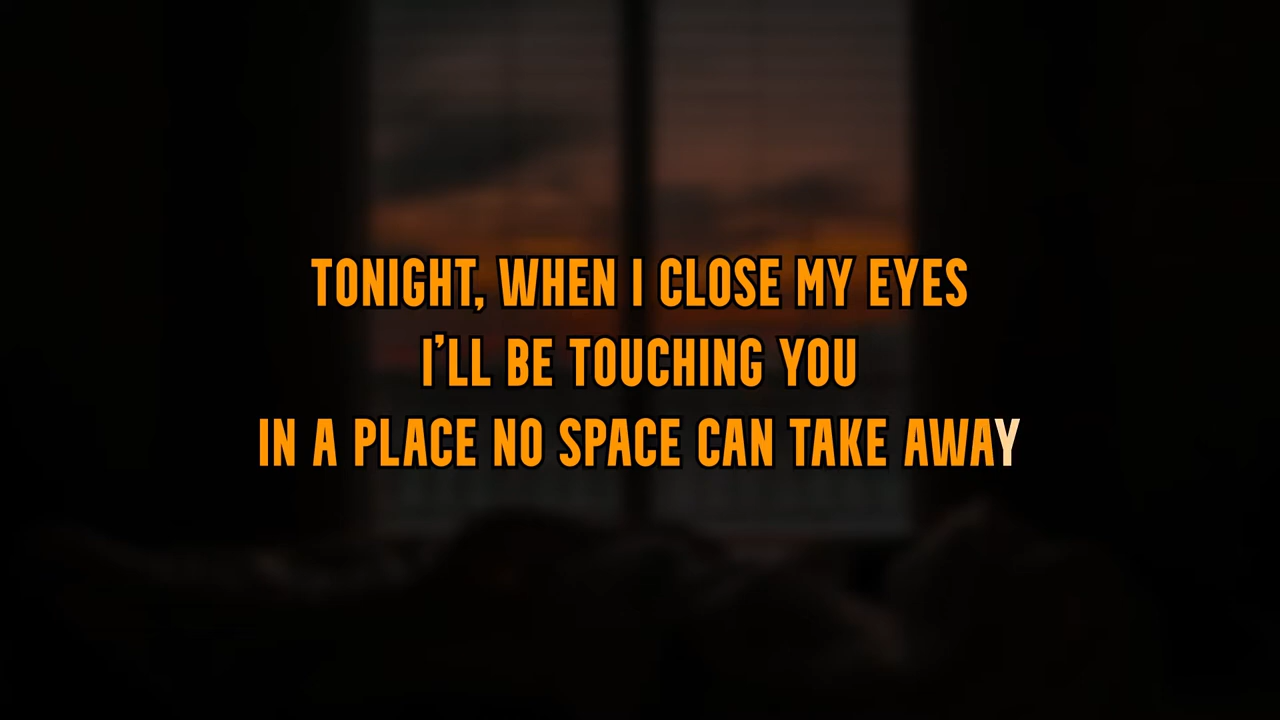 TONIGHT, WHEN I CLOSE MY EYES
I'LL BE TOUCHING YOU
IN A PLACE NO SPACE CAN TAKE AWAY